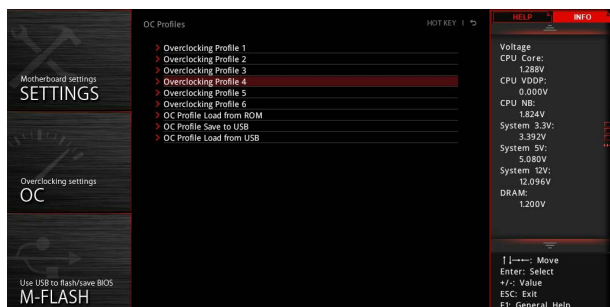 OC Profiles
HOT KEY
HELP
INFO
Overclocking Profile 1
Overclocking Profile 2
Overclocking Profile 3
Overclocking Profile 4
Overclocking Profile 5
Overclocking Profile 6
OC Profile Load from ROM
OC Profile Save to USB
OC Profile Load from USB
Motherboard settings
SETTINGS
Overclocking settings
OC
Use USB to flash/save BIOS
M-FLASH
Voltage
CPU Core:
1.288V
CPU VDDP:
0.000V
CPU NB:
1.824V
System 3.3V:
3.392V
System 5V:
5.080V
System 12V:
12.096V
DRAM:
1.200V
↑↓→←: Move
Enter: Select
+/-: Value
ESC: Exit
F1: General Help